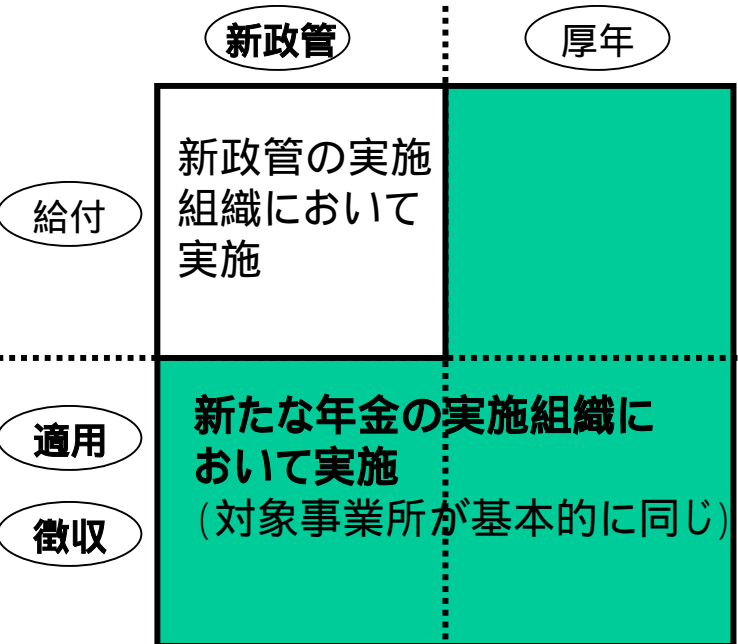 新政管
厚年
給付
新政管の実施
組織において
実施
適用
徴収
新たな年金の実施組織に
おいて実施
(対象事業所が基本的に同じ)